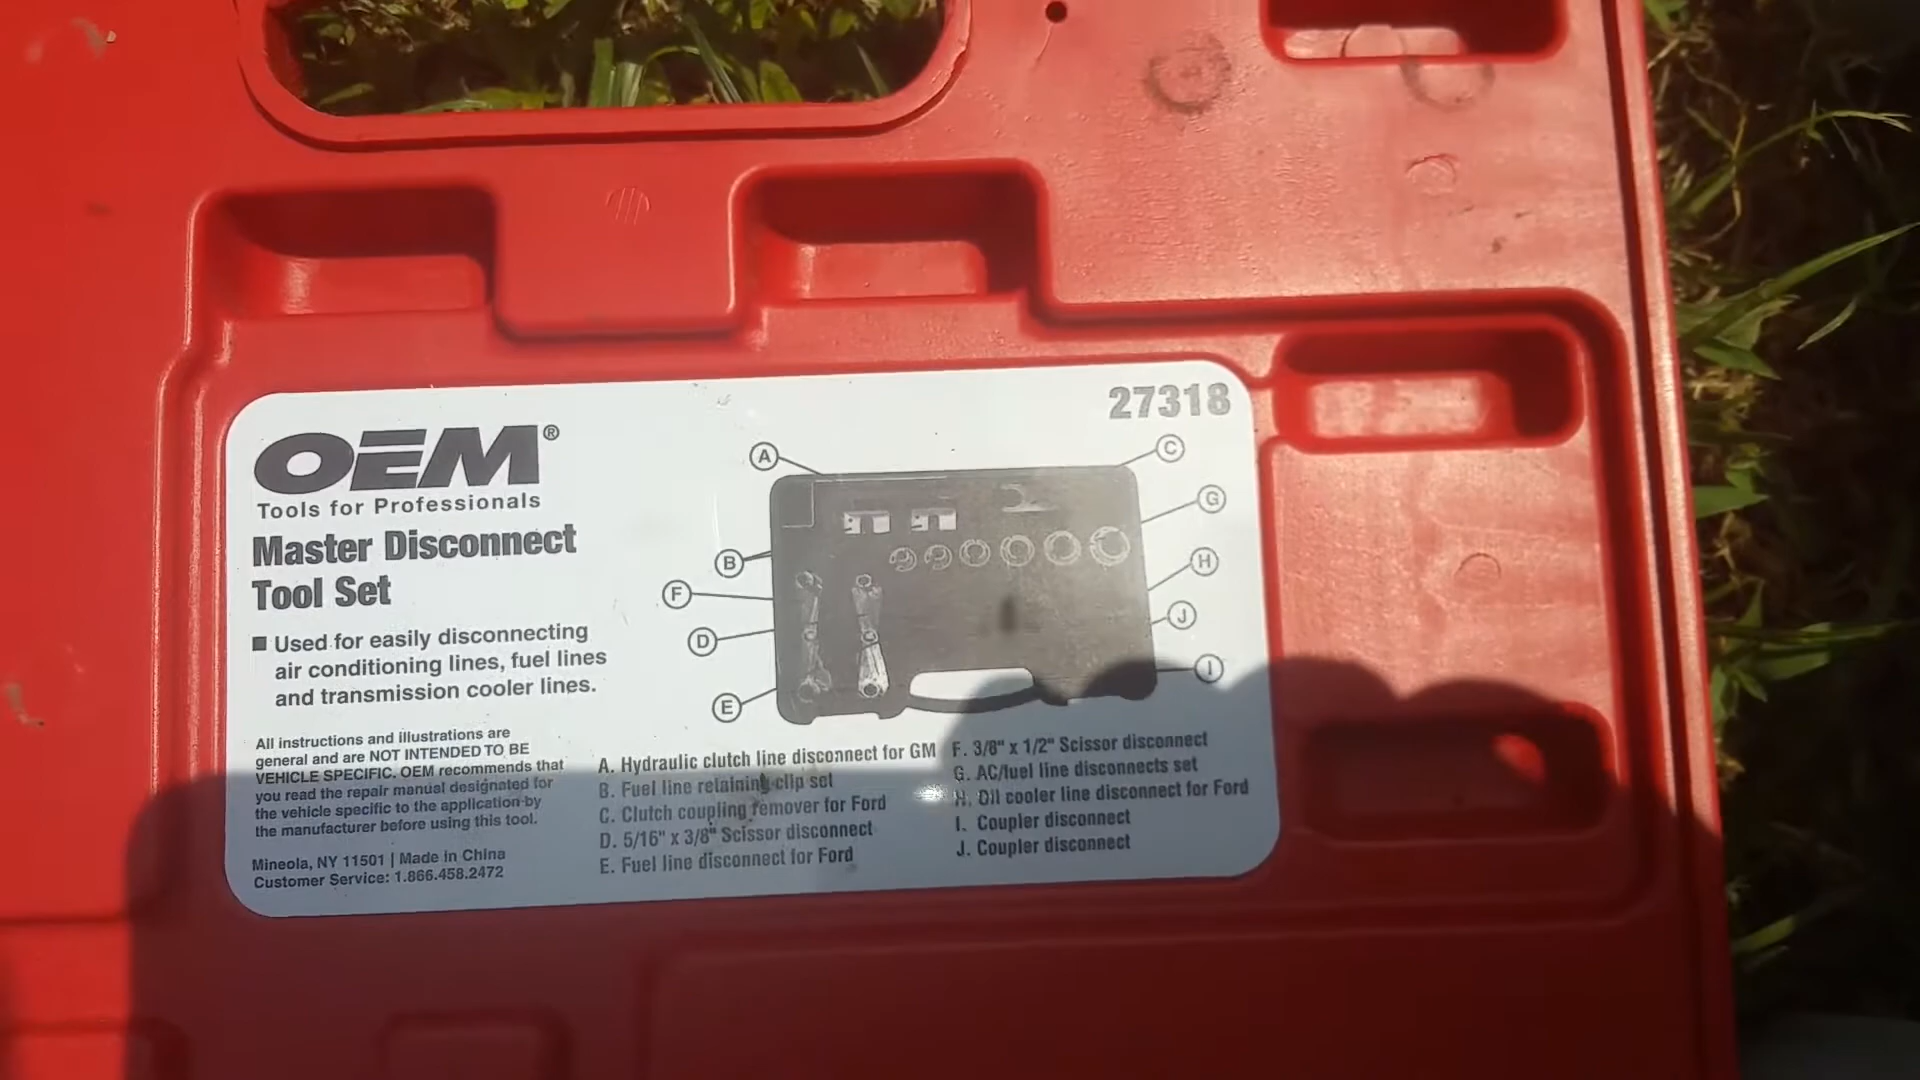 27318
OEM®
Tools for Professionals
Master Disconnect
Tool Set
■ Used for easily disconnecting
air conditioning lines, fuel lines
and transmission cooler lines.
All instructions and illustrations are
general and are NOT INTENDED TO BE
VEHICLE SPECIFIC. OEM recommends that
you read the repair manual designated for
the vehicle specific to the application by
the manufacturer before using this tool.
Mineola, NY 11501 | Made in China
Customer Service: 1.866.458.2472
A
C
G
B
H
F
J
D
I
E
A. Hydraulic clutch line disconnect for GM
B. Fuel line retaining clip set
C. Clutch coupling remover for Ford
D. 5/16" x 3/8" Scissor disconnect
E. Fuel line disconnect for Ford
F. 3/8" x 1/2" Scissor disconnect
G. AC/fuel line disconnects set
H. Oil cooler line disconnect for Ford
I. Coupler disconnect
J. Coupler disconnect